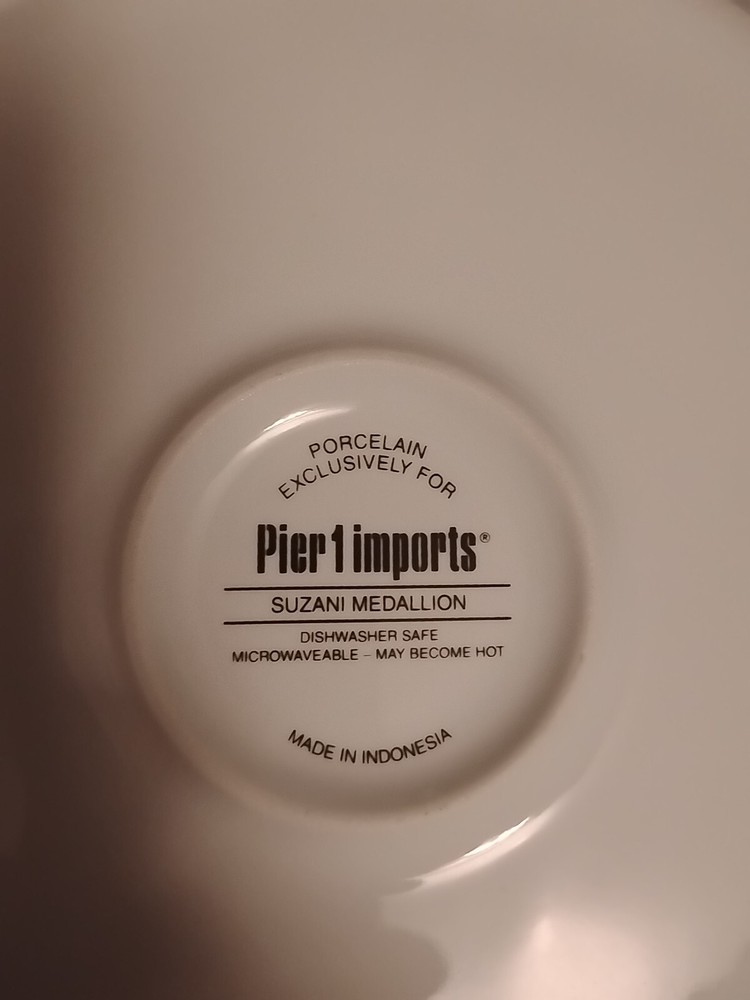 PORCELAIN
EXCLUSIVELY FOR
Pier 1 imports®
SUZANI MEDALLION
DISHWASHER SAFE
MICROWAVEABLE – MAY BECOME HOT
MADE IN INDONESIA